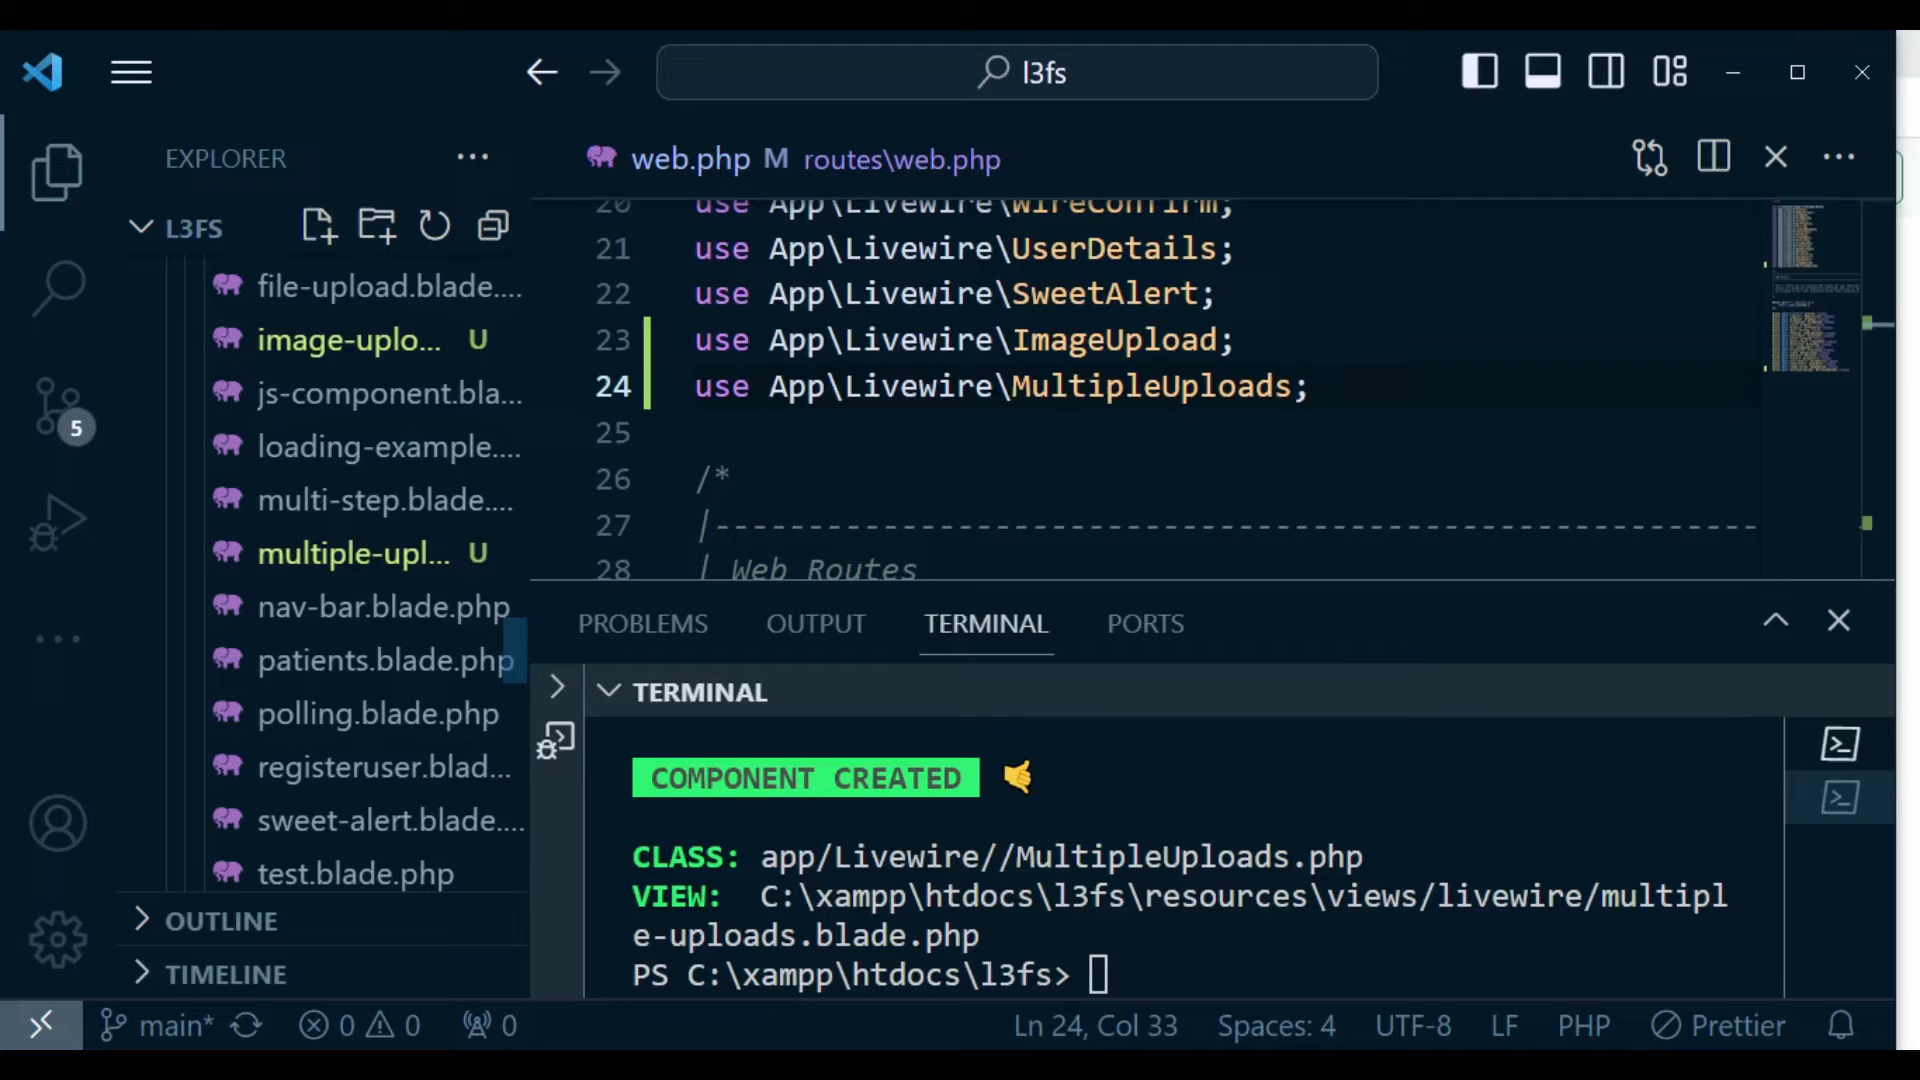 l3fs
EXPLORER
L3FS
file-upload.blade....
image-uplo... U
js-component.bla...
loading-example....
multi-step.blade....
multiple-upl... U
nav-bar.blade.php
patients.blade.php
polling.blade.php
registeruser.blad...
sweet-alert.blade....
test.blade.php
OUTLINE
TIMELINE
5
web.php M routes\web.php
20 use App\Livewire\WireConfirm;
21 use App\Livewire\UserDetails;
22 use App\Livewire\SweetAlert;
23 use App\Livewire\ImageUpload;
24 use App\Livewire\MultipleUploads;
25
26 /*
27 |--------------------------------------------------------
28 | Web Routes
PROBLEMS OUTPUT TERMINAL PORTS
TERMINAL
COMPONENT CREATED 🤙
CLASS: app/Livewire//MultipleUploads.php
VIEW: C:\xampp\htdocs\l3fs\resources\views/livewire/multipl
e-uploads.blade.php
PS C:\xampp\htdocs\l3fs>
main* 0 0 0 Ln 24, Col 33 Spaces: 4 UTF-8 LF PHP Prettier